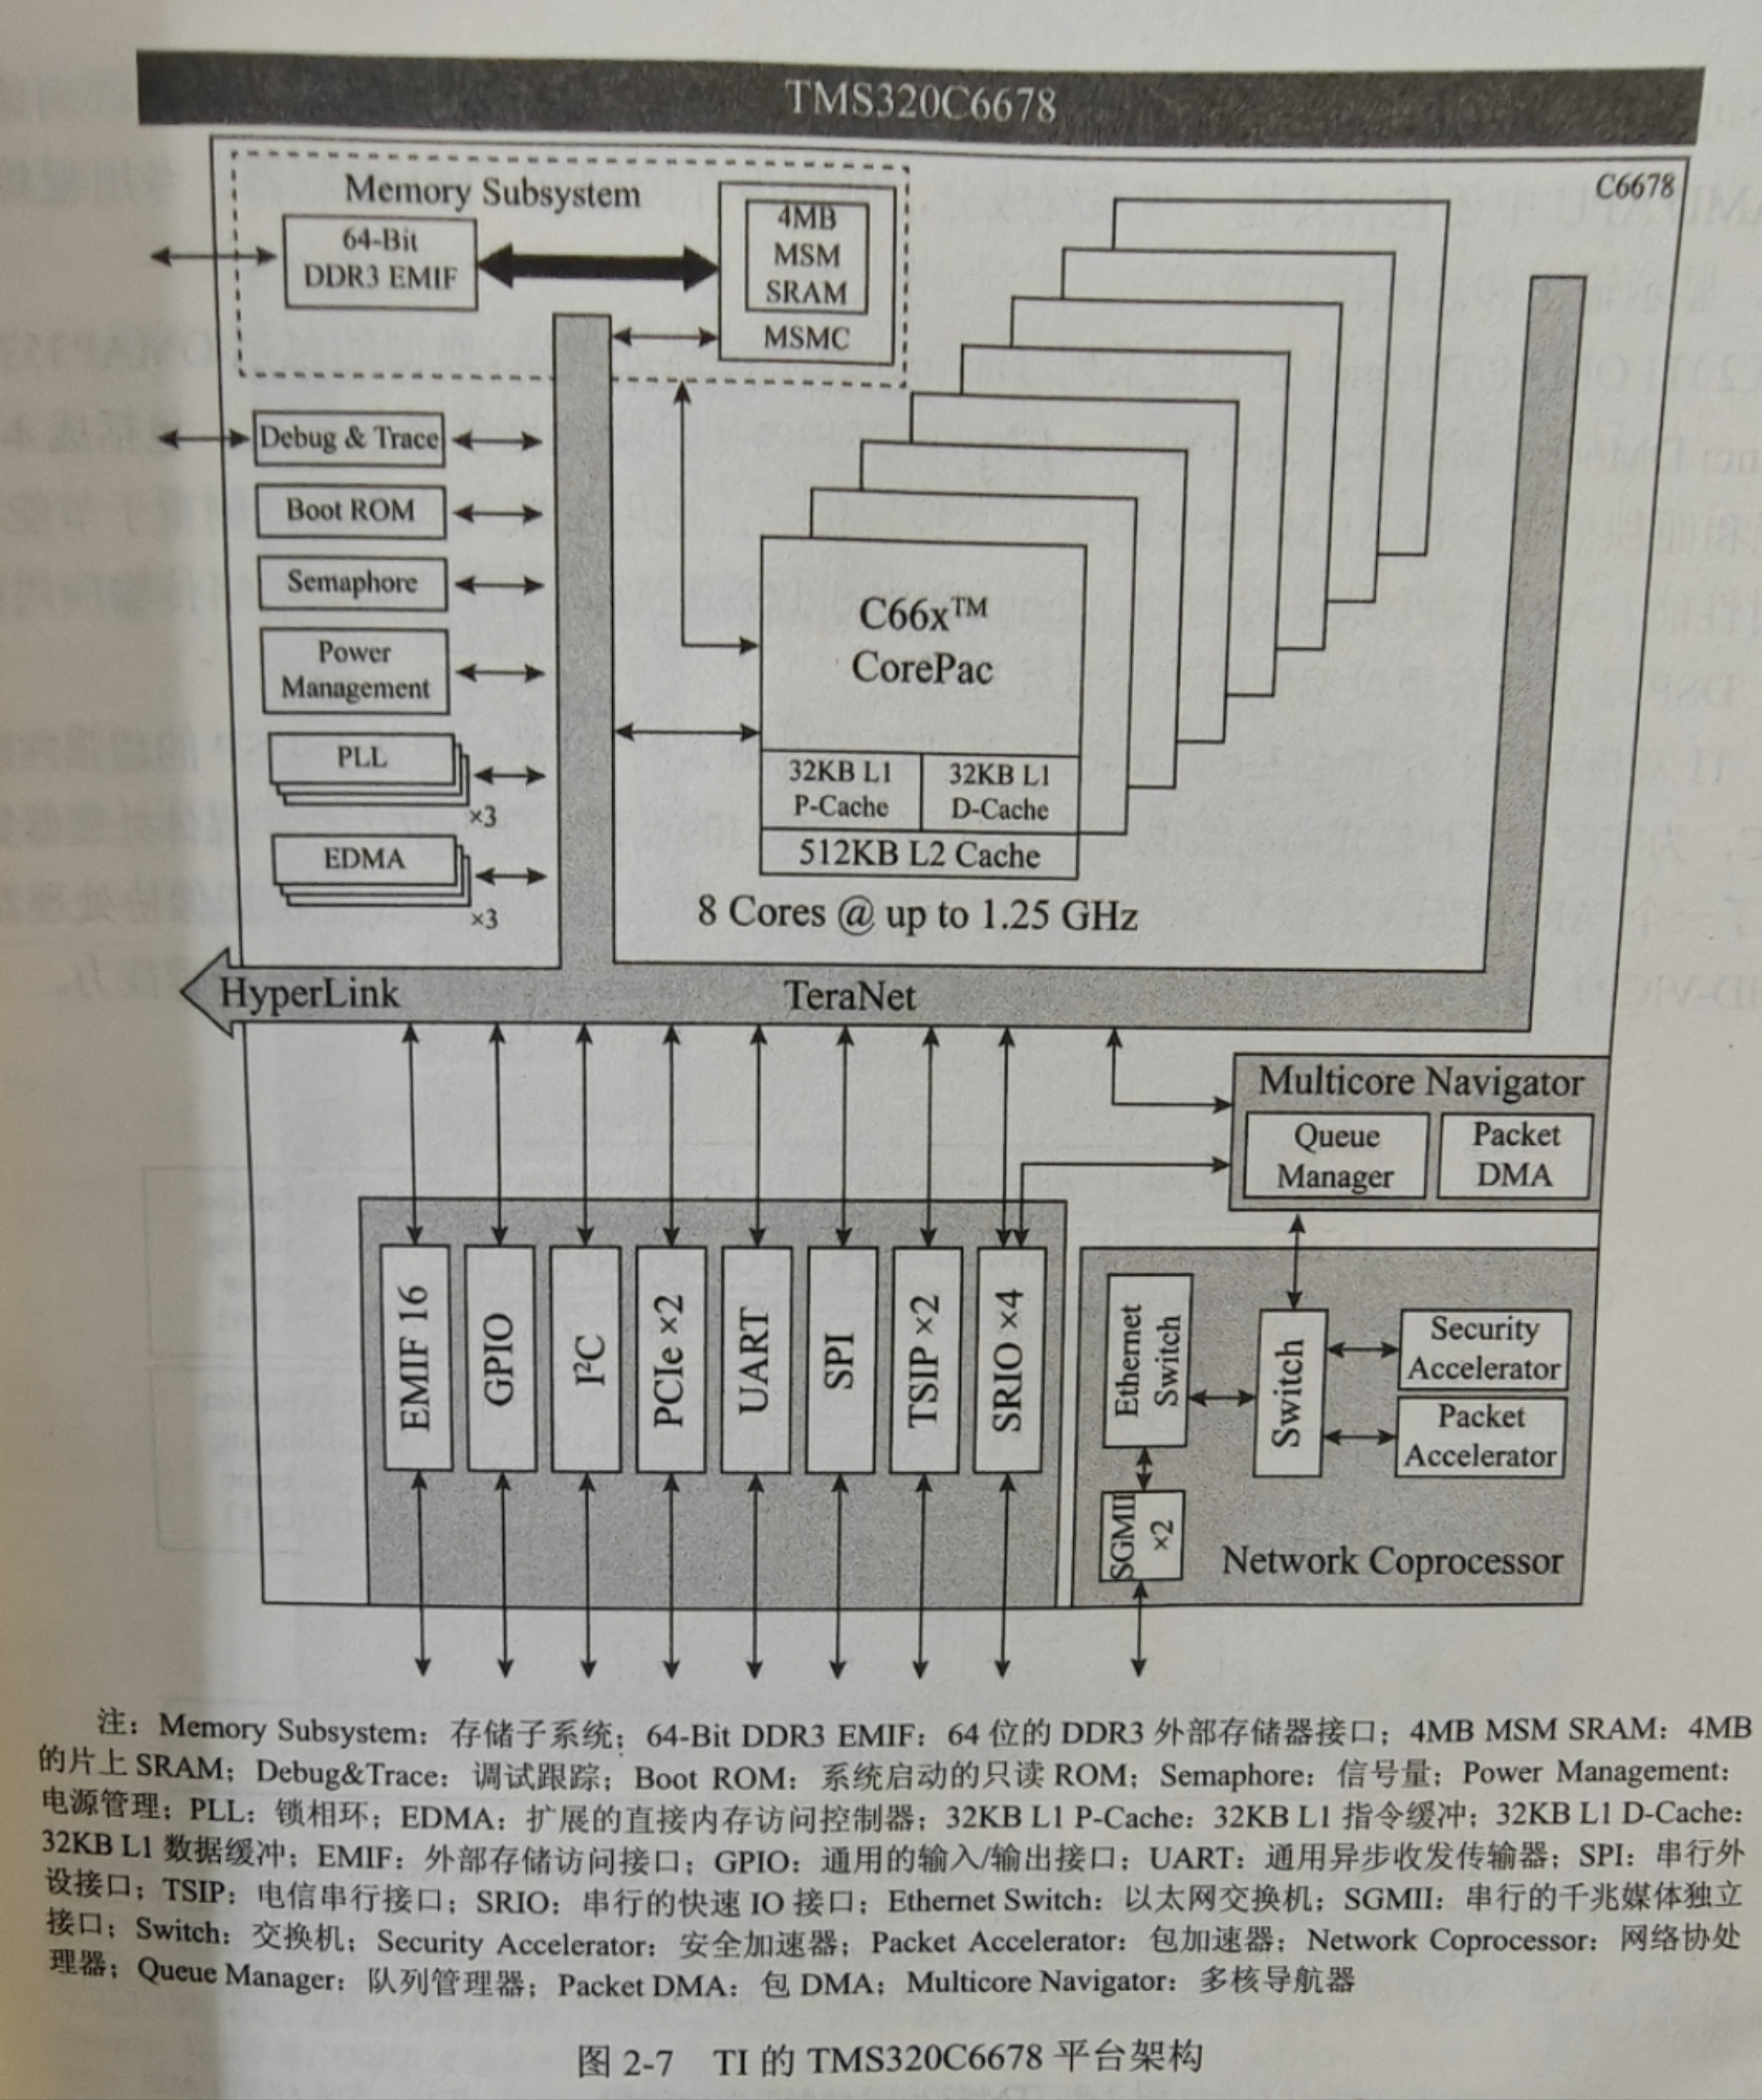 TMS320C6678
C6678
Memory Subsystem
64-Bit
DDR3 EMIF
4MB
MSM
SRAM
MSMC
Debug & Trace
Boot ROM
Semaphore
Power
Management
PLL
×3
EDMA
×3
C66x™
CorePac
32KB L1
P-Cache
32KB L1
D-Cache
512KB L2 Cache
8 Cores @ up to 1.25 GHz
HyperLink
TeraNet
Multicore Navigator
Queue
Manager
Packet
DMA
EMIF 16
GPIO
I²C
PCIe ×2
UART
SPI
TSIP ×2
SRIO ×4
Ethernet
Switch
Switch
Security
Accelerator
Packet
Accelerator
SGMII
×2
Network Coprocessor
注：Memory Subsystem：存储子系统；64-Bit DDR3 EMIF：64 位的 DDR3 外部存储器接口；4MB MSM SRAM：4MB
的片上 SRAM；Debug&Trace：调试跟踪；Boot ROM：系统启动的只读 ROM；Semaphore：信号量；Power Management：
电源管理；PLL：锁相环；EDMA：扩展的直接内存访问控制器；32KB L1 P-Cache：32KB L1 指令缓冲；32KB L1 D-Cache：
32KB L1 数据缓冲；EMIF：外部存储访问接口；GPIO：通用的输入/输出接口；UART：通用异步收发传输器；SPI：串行外
设接口；TSIP：电信串行接口；SRIO：串行的快速 IO 接口；Ethernet Switch：以太网交换机；SGMII：串行的千兆媒体独立
接口；Switch：交换机；Security Accelerator：安全加速器；Packet Accelerator：包加速器；Network Coprocessor：网络协处
理器；Queue Manager：队列管理器；Packet DMA：包 DMA；Multicore Navigator：多核导航器
图 2-7 TI 的 TMS320C6678 平台架构